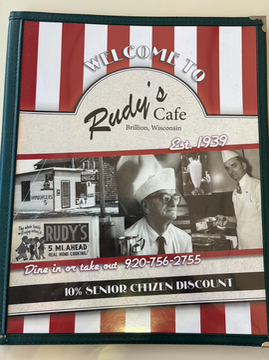 WELCOME TO
Rudy's
Cafe
Brillion, Wisconsin
Est. 1939
HAMBURGERS
RUDY'S
5 MI. AHEAD
REAL HOME COOKING!
Dine in or take out 920-756-2755
10% SENIOR CITIZEN DISCOUNT